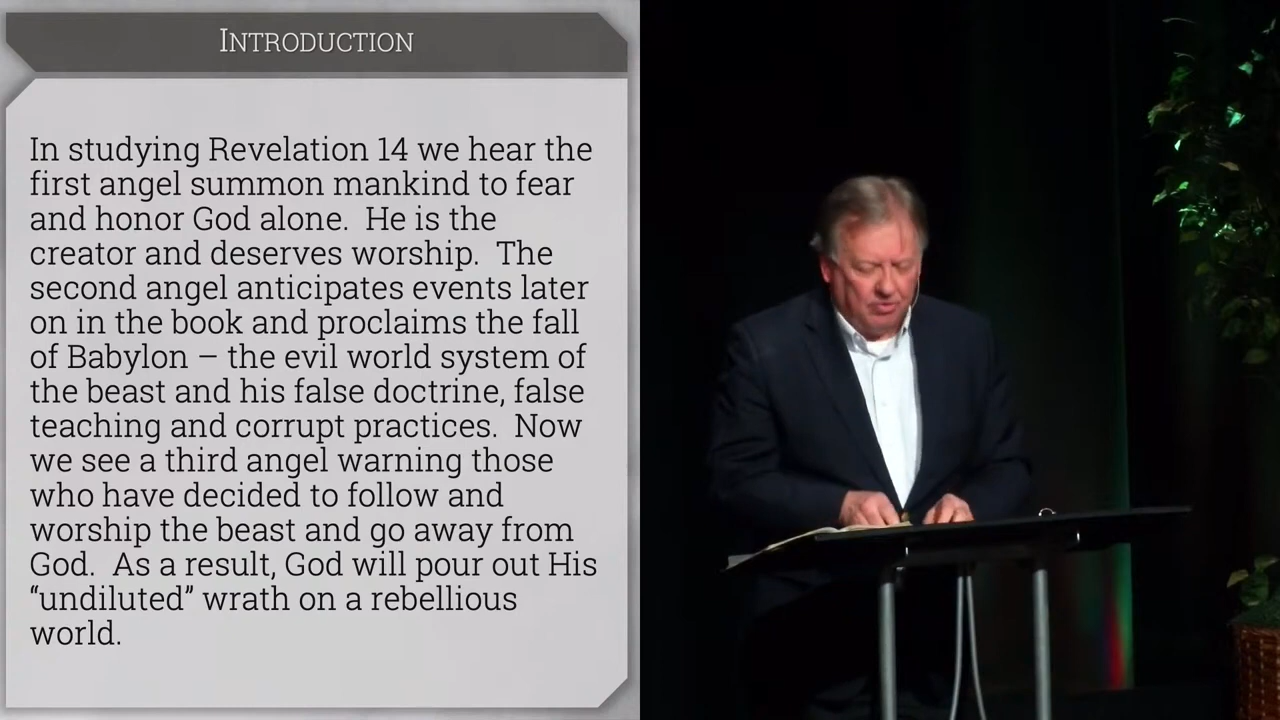 INTRODUCTION
In studying Revelation 14 we hear the
first angel summon mankind to fear
and honor God alone.  He is the
creator and deserves worship.  The
second angel anticipates events later
on in the book and proclaims the fall
of Babylon – the evil world system of
the beast and his false doctrine, false
teaching and corrupt practices.  Now
we see a third angel warning those
who have decided to follow and
worship the beast and go away from
God.  As a result, God will pour out His
“undiluted” wrath on a rebellious
world.